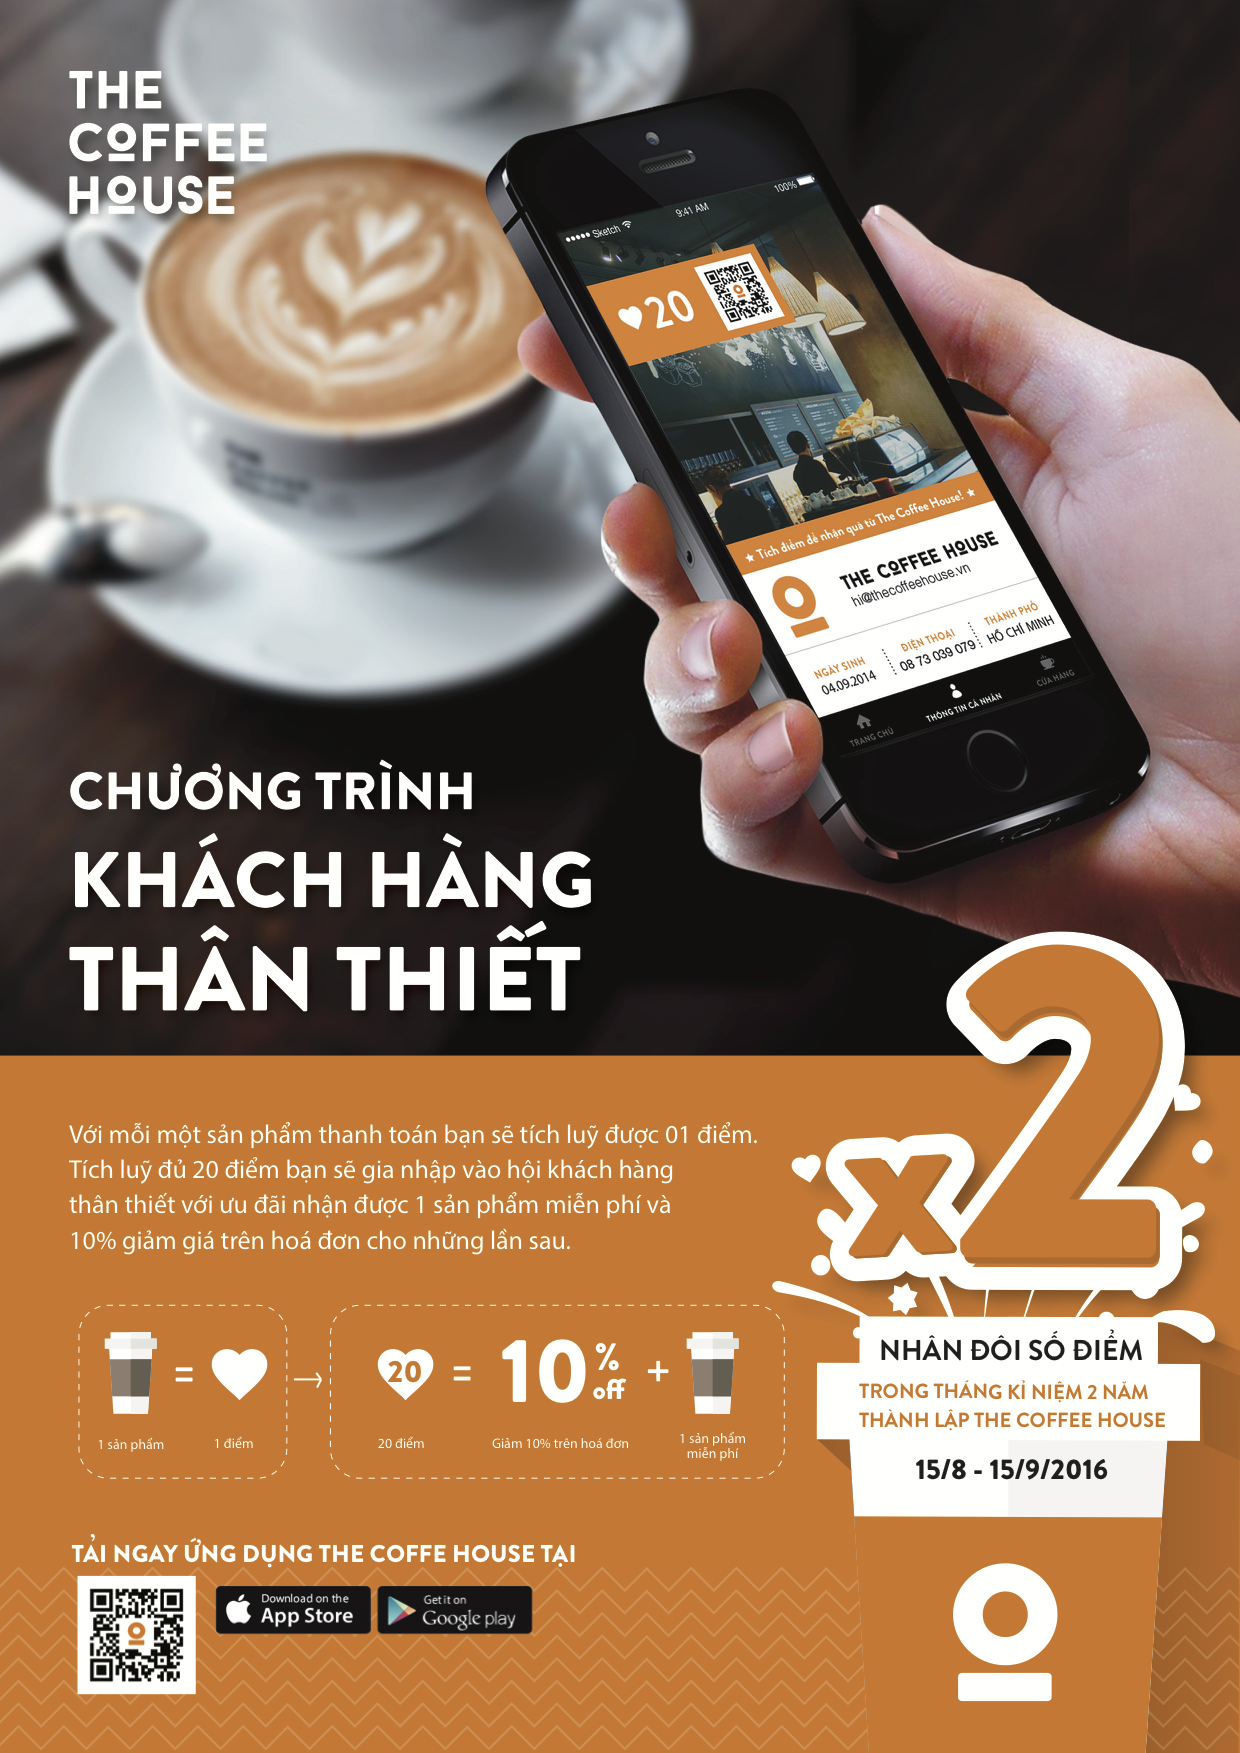 THE
COFFEE
HOUSE
Sketch
9:41 AM
100%
20
Tích điểm để nhận quà từ The Coffee House!
THE COFFEE HOUSE
hi@thecoffeehouse.vn
NGÀY SINH
04.09.2014
ĐIỆN THOẠI
08 73 039 079
THÀNH PHỐ
HỒ CHÍ MINH
TRANG CHỦ
THÔNG TIN CÁ NHÂN
CỬA HÀNG
CHƯƠNG TRÌNH
KHÁCH HÀNG
THÂN THIẾT
Với mỗi một sản phẩm thanh toán bạn sẽ tích luỹ được 01 điểm.
Tích luỹ đủ 20 điểm bạn sẽ gia nhập vào hội khách hàng
thân thiết với ưu đãi nhận được 1 sản phẩm miễn phí và
10% giảm giá trên hoá đơn cho những lần sau.
= → 20 = 10% off +
1 sản phẩm
1 điểm
20 điểm
Giảm 10% trên hoá đơn
1 sản phẩm
miễn phí
x2
NHÂN ĐÔI SỐ ĐIỂM
TRONG THÁNG KỈ NIỆM 2 NĂM
THÀNH LẬP THE COFFEE HOUSE
15/8 - 15/9/2016
TẢI NGAY ỨNG DỤNG THE COFFE HOUSE TẠI
Download on the
App Store
Get it on
Google play